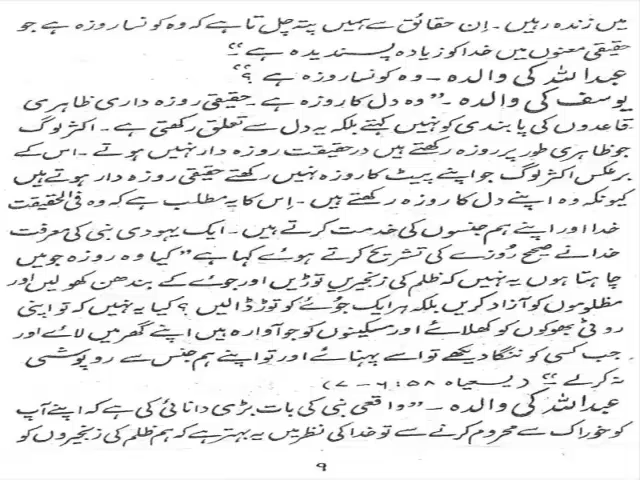 میں زندہ رہیں۔ اِن حقائق سے ہمیں پتہ چل تا ہے کہ وہ کونسا روزہ ہے جو
حقیقی معنوں میں خدا کو زیادہ پسندیدہ ہے"
عبداللہ کی والدہ۔ وہ کونسا روزہ ہے؟"
یوسف کی والدہ۔ "وہ دل کا روزہ ہے۔ حقیقی روزہ داری ظاہری
قاعدوں کی پابندی کو نہیں کہتے بلکہ یہ دل سے تعلق رکھتی ہے۔ اکثر لوگ
جو ظاہری طور پر روزہ رکھتے ہیں درحقیقت روزہ دار نہیں ہوتے۔ اس کے
برعکس اکثر لوگ جو اپنے پیٹ کا روزہ نہیں رکھتے حقیقی روزہ دار ہوتے ہیں
کیونکہ وہ اپنے دل کا روزہ رکھتے ہیں۔ اِس کا یہ مطلب ہے کہ وہ فی الحقیقت
خدا اور اپنے ہم جنسوں کی خدمت کرتے ہیں۔ ایک یہودی نبی کی معرفت
خدا نے صحیح روزے کی تشریح کرتے ہوئے کہا ہے "کیا وہ روزہ جو میں
چاہتا ہوں یہ نہیں کہ ظلم کی زنجیریں توڑیں اور جوئے کے بندھن کھولیں اور
مظلوموں کو آزاد کریں بلکہ ہر ایک جوئے کو توڑ ڈالیں؟ کیا یہ نہیں کہ تو اپنی
روٹی بھوکوں کو کھلائے اور مسکینوں کو جو آوارہ ہیں اپنے گھر میں لائے اور
جب کسی کو ننگا دیکھے تو اسے پہنائے اور تو اپنے ہم جنس سے روپوشی
نہ کرے" (یسعیاہ ۵۸: ۶-۷)
عبداللہ کی والدہ۔ "واقعی نبی کی بات بڑی دانائی کی ہے کہ اپنے آپ
کو خوراک سے محروم کرنے سے تو خدا کی نظر میں یہ بہتر ہے کہ ہم ظلم کی زنجیروں کو
۹